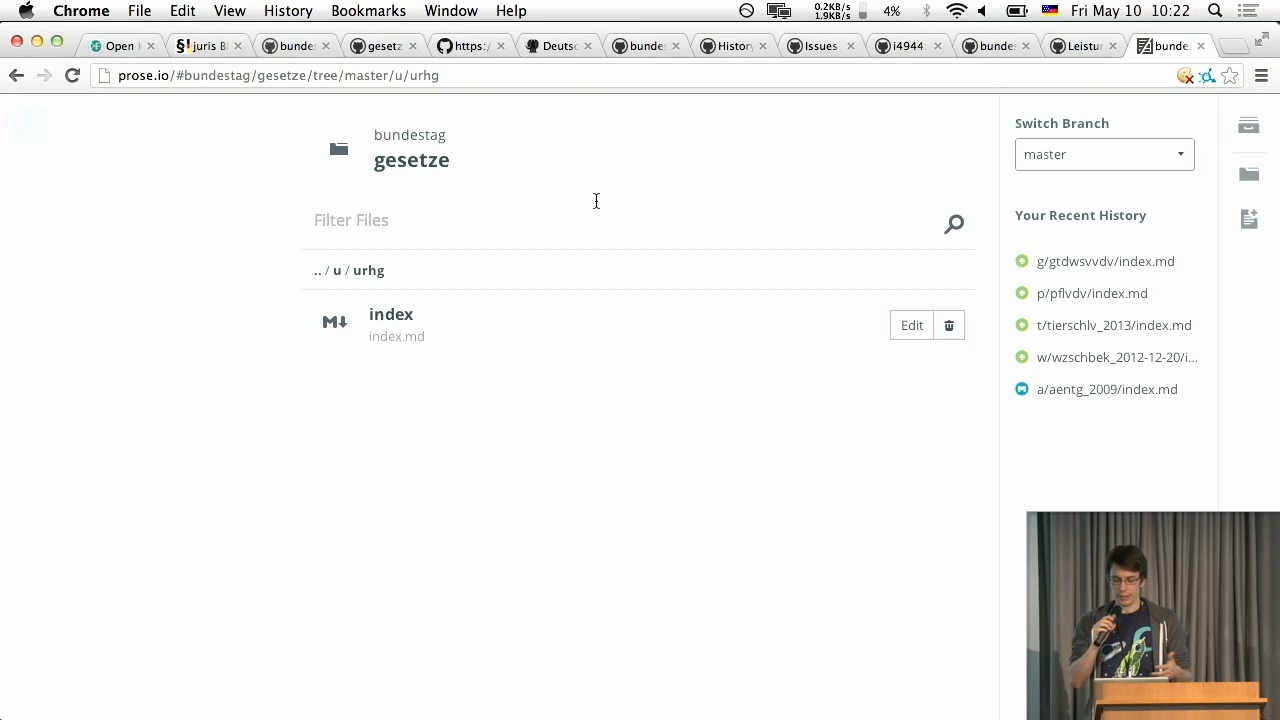 Chrome File Edit View History Bookmarks Window Help 0.2KB/s 1.9KB/s 4% Fri May 10 10:22
Open juris B bunde gesetz https:/ Deuts bunde Histor Issues i4944 bunde Leistur bunde
prose.io/#bundestag/gesetze/tree/master/u/urhg
bundestag
gesetze
Filter Files
.. / u / urhg
M index
index.md
Edit
Switch Branch
master
Your Recent History
g/gtdwsvvdv/index.md
p/pflvdv/index.md
t/tierschlv_2013/index.md
w/wzschbek_2012-12-20/i...
a/aentg_2009/index.md